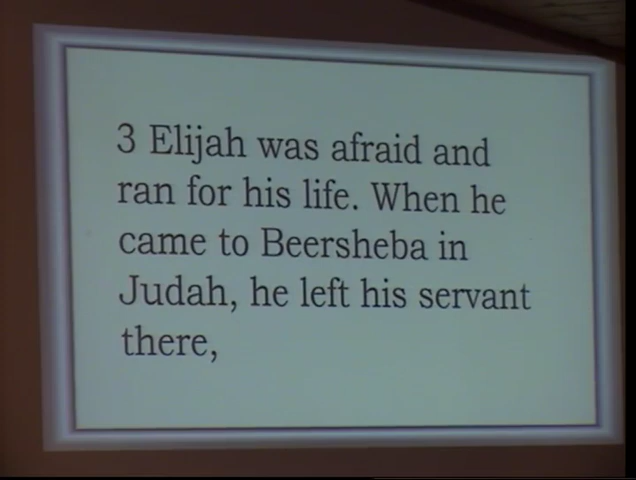 3 Elijah was afraid and
ran for his life. When he
came to Beersheba in
Judah, he left his servant
there,